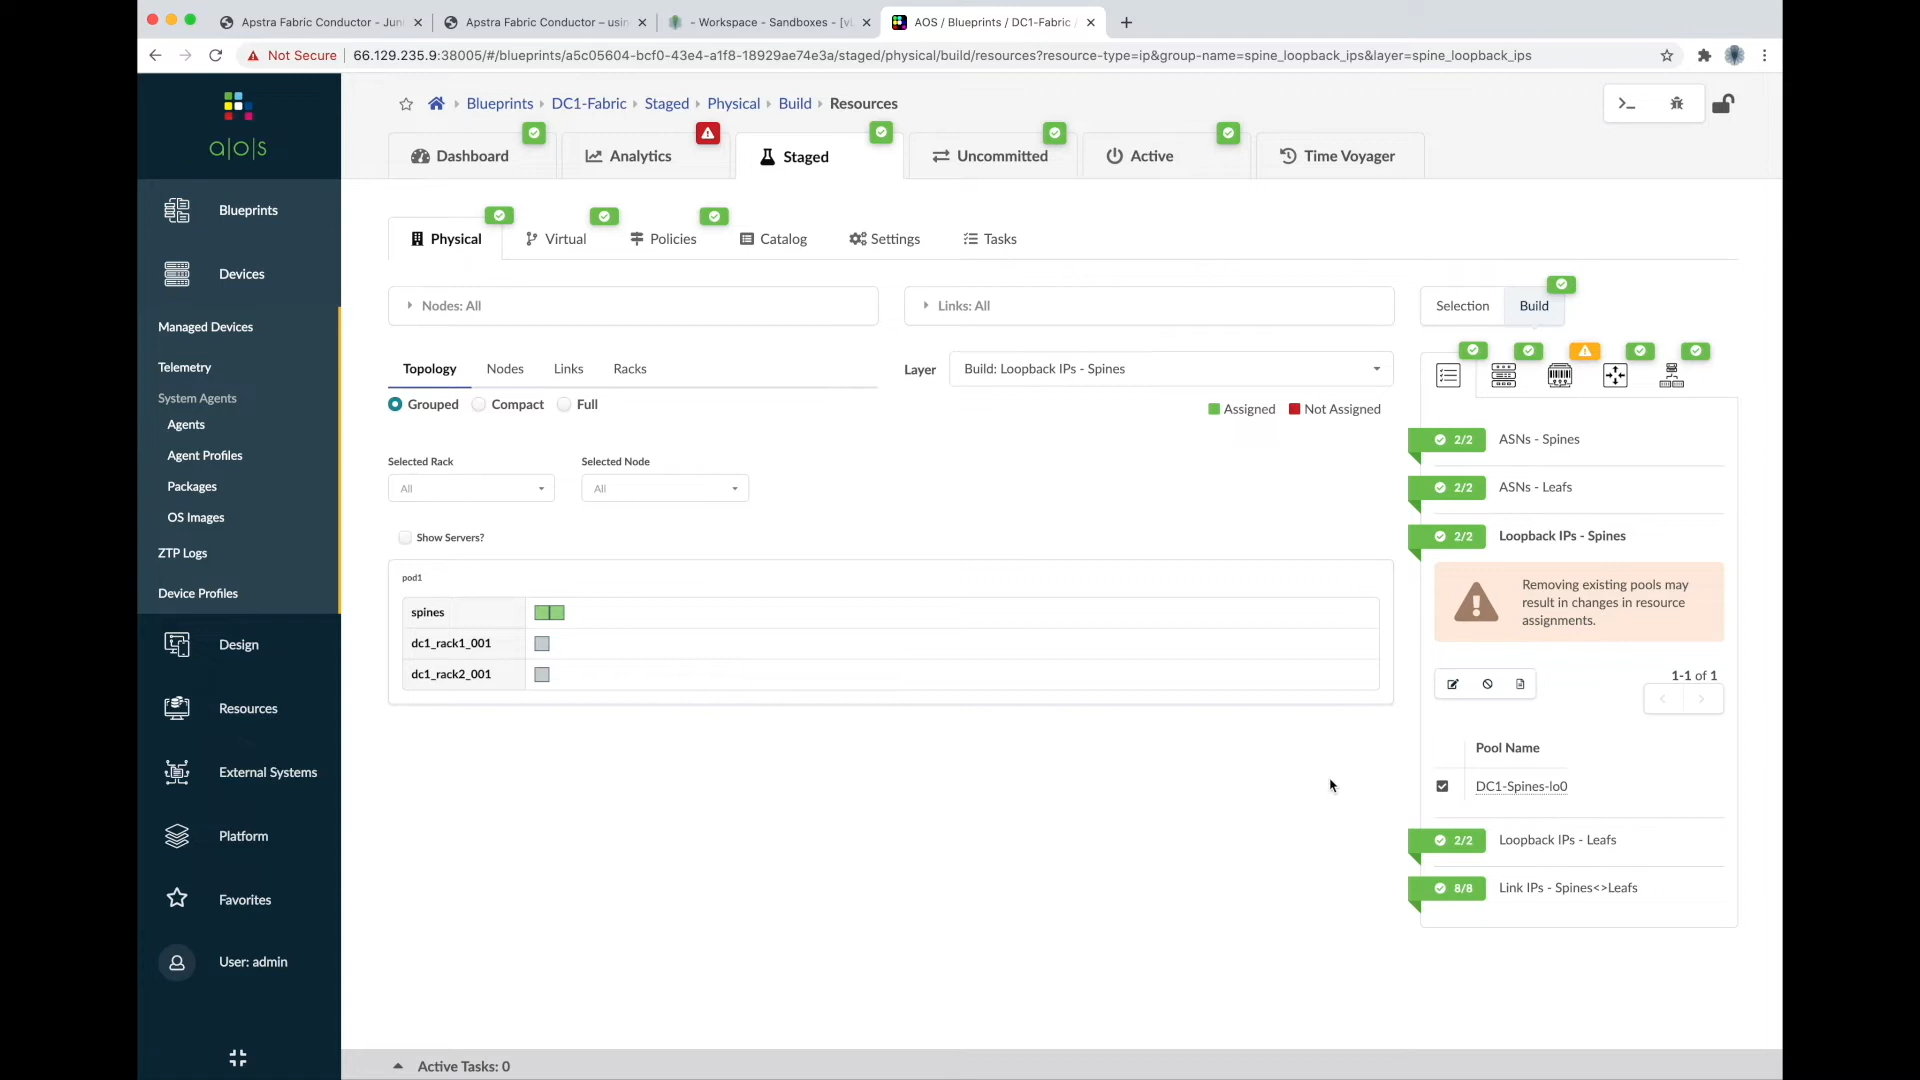 Apstra Fabric Conductor - Juni
Apstra Fabric Conductor – usin
- Workspace - Sandboxes - [vL
AOS / Blueprints / DC1-Fabric /
Not Secure
66.129.235.9:38005/#/blueprints/a5c05604-bcf0-43e4-a1f8-18929ae74e3a/staged/physical/build/resources?resource-type=ip&group-name=spine_loopback_ips&layer=spine_loopback_ips
a|o|s
Blueprints
Devices
Managed Devices
Telemetry
System Agents
Agents
Agent Profiles
Packages
OS Images
ZTP Logs
Device Profiles
Design
Resources
External Systems
Platform
Favorites
User: admin
Blueprints
DC1-Fabric
Staged
Physical
Build
Resources
Dashboard
Analytics
Staged
Uncommitted
Active
Time Voyager
Physical
Virtual
Policies
Catalog
Settings
Tasks
Nodes: All
Links: All
Selection
Build
Topology
Nodes
Links
Racks
Layer
Build: Loopback IPs - Spines
Grouped
Compact
Full
Assigned
Not Assigned
Selected Rack
All
Selected Node
All
Show Servers?
pod1
spines
dc1_rack1_001
dc1_rack2_001
2/2 ASNs - Spines
2/2 ASNs - Leafs
2/2 Loopback IPs - Spines
Removing existing pools may
result in changes in resource
assignments.
1-1 of 1
Pool Name
DC1-Spines-lo0
2/2 Loopback IPs - Leafs
8/8 Link IPs - Spines<>Leafs
Active Tasks: 0